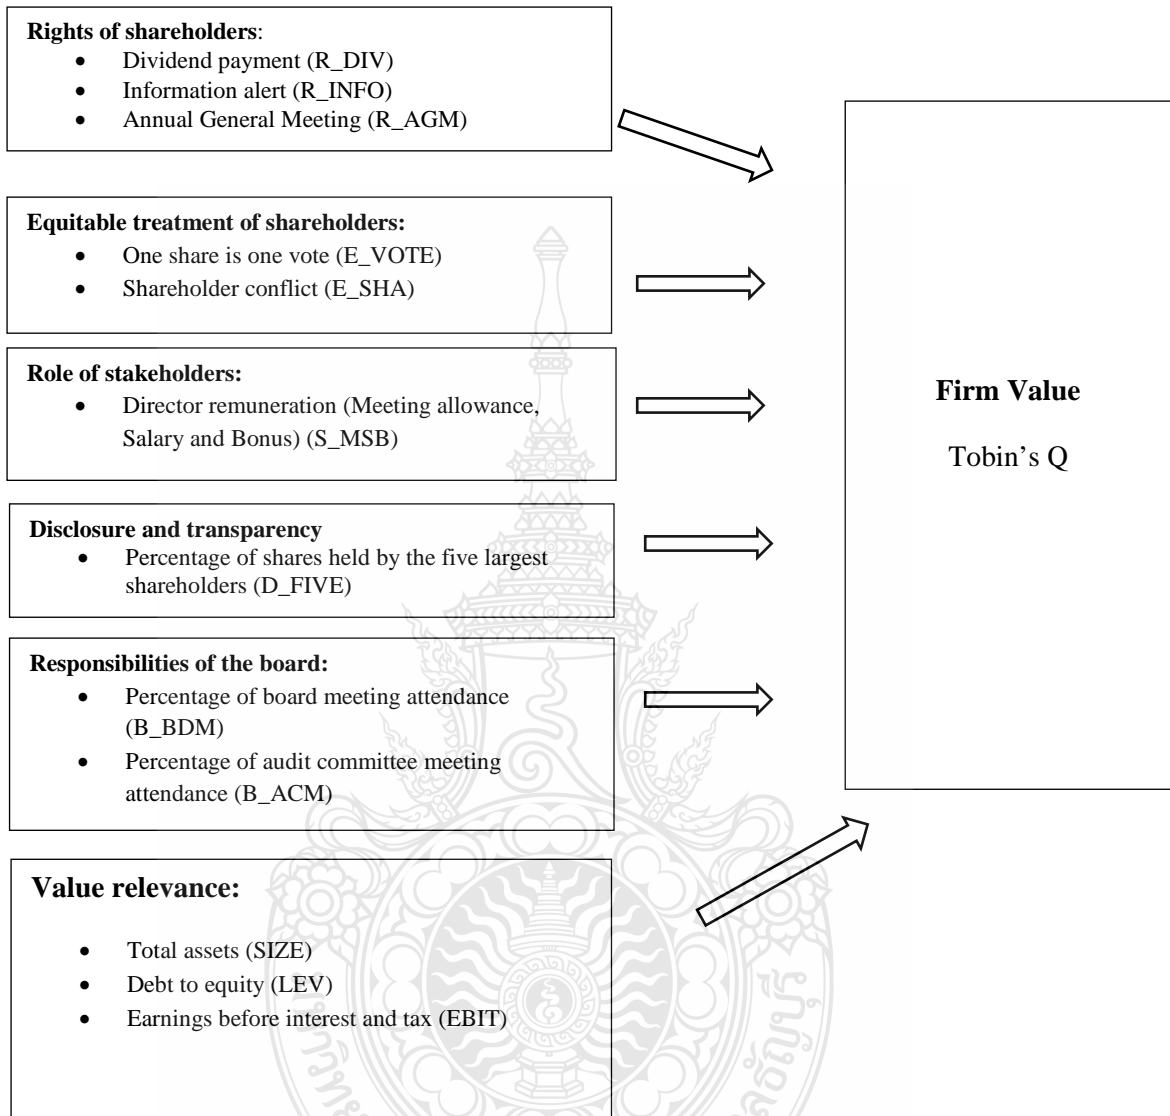 Rights of shareholders:
• Dividend payment (R_DIV)
• Information alert (R_INFO)
• Annual General Meeting (R_AGM)
Equitable treatment of shareholders:
• One share is one vote (E_VOTE)
• Shareholder conflict (E_SHA)
Role of stakeholders:
• Director remuneration (Meeting allowance,
Salary and Bonus) (S_MSB)
Disclosure and transparency
• Percentage of shares held by the five largest
shareholders (D_FIVE)
Responsibilities of the board:
• Percentage of board meeting attendance
(B_BDM)
• Percentage of audit committee meeting
attendance (B_ACM)
Value relevance:
• Total assets (SIZE)
• Debt to equity (LEV)
• Earnings before interest and tax (EBIT)
Firm Value
Tobin’s Q